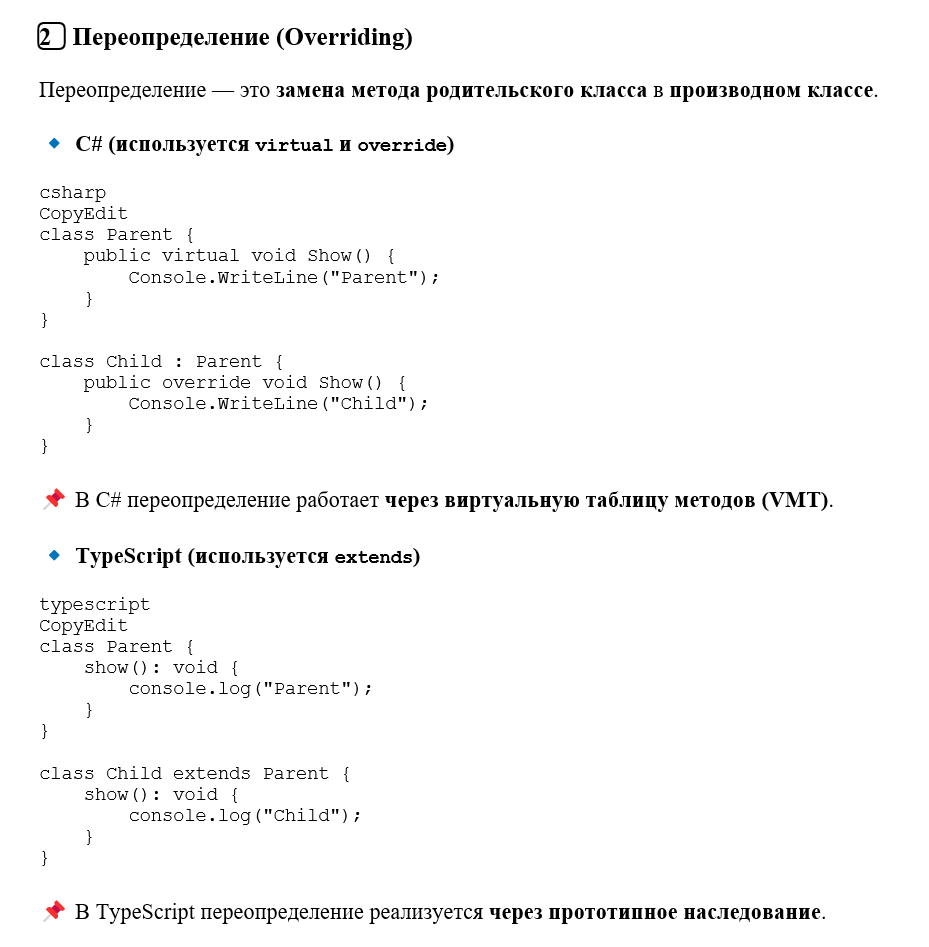 2 Переопределение (Overriding)
Переопределение — это замена метода родительского класса в производном классе.
🔹 C# (используется virtual и override)
csharp
CopyEdit
class Parent {
    public virtual void Show() {
        Console.WriteLine("Parent");
    }
}
class Child : Parent {
    public override void Show() {
        Console.WriteLine("Child");
    }
}
📌 В C# переопределение работает через виртуальную таблицу методов (VMT).
🔹 TypeScript (используется extends)
typescript
CopyEdit
class Parent {
    show(): void {
        console.log("Parent");
    }
}
class Child extends Parent {
    show(): void {
        console.log("Child");
    }
}
📌 В TypeScript переопределение реализуется через прототипное наследование.